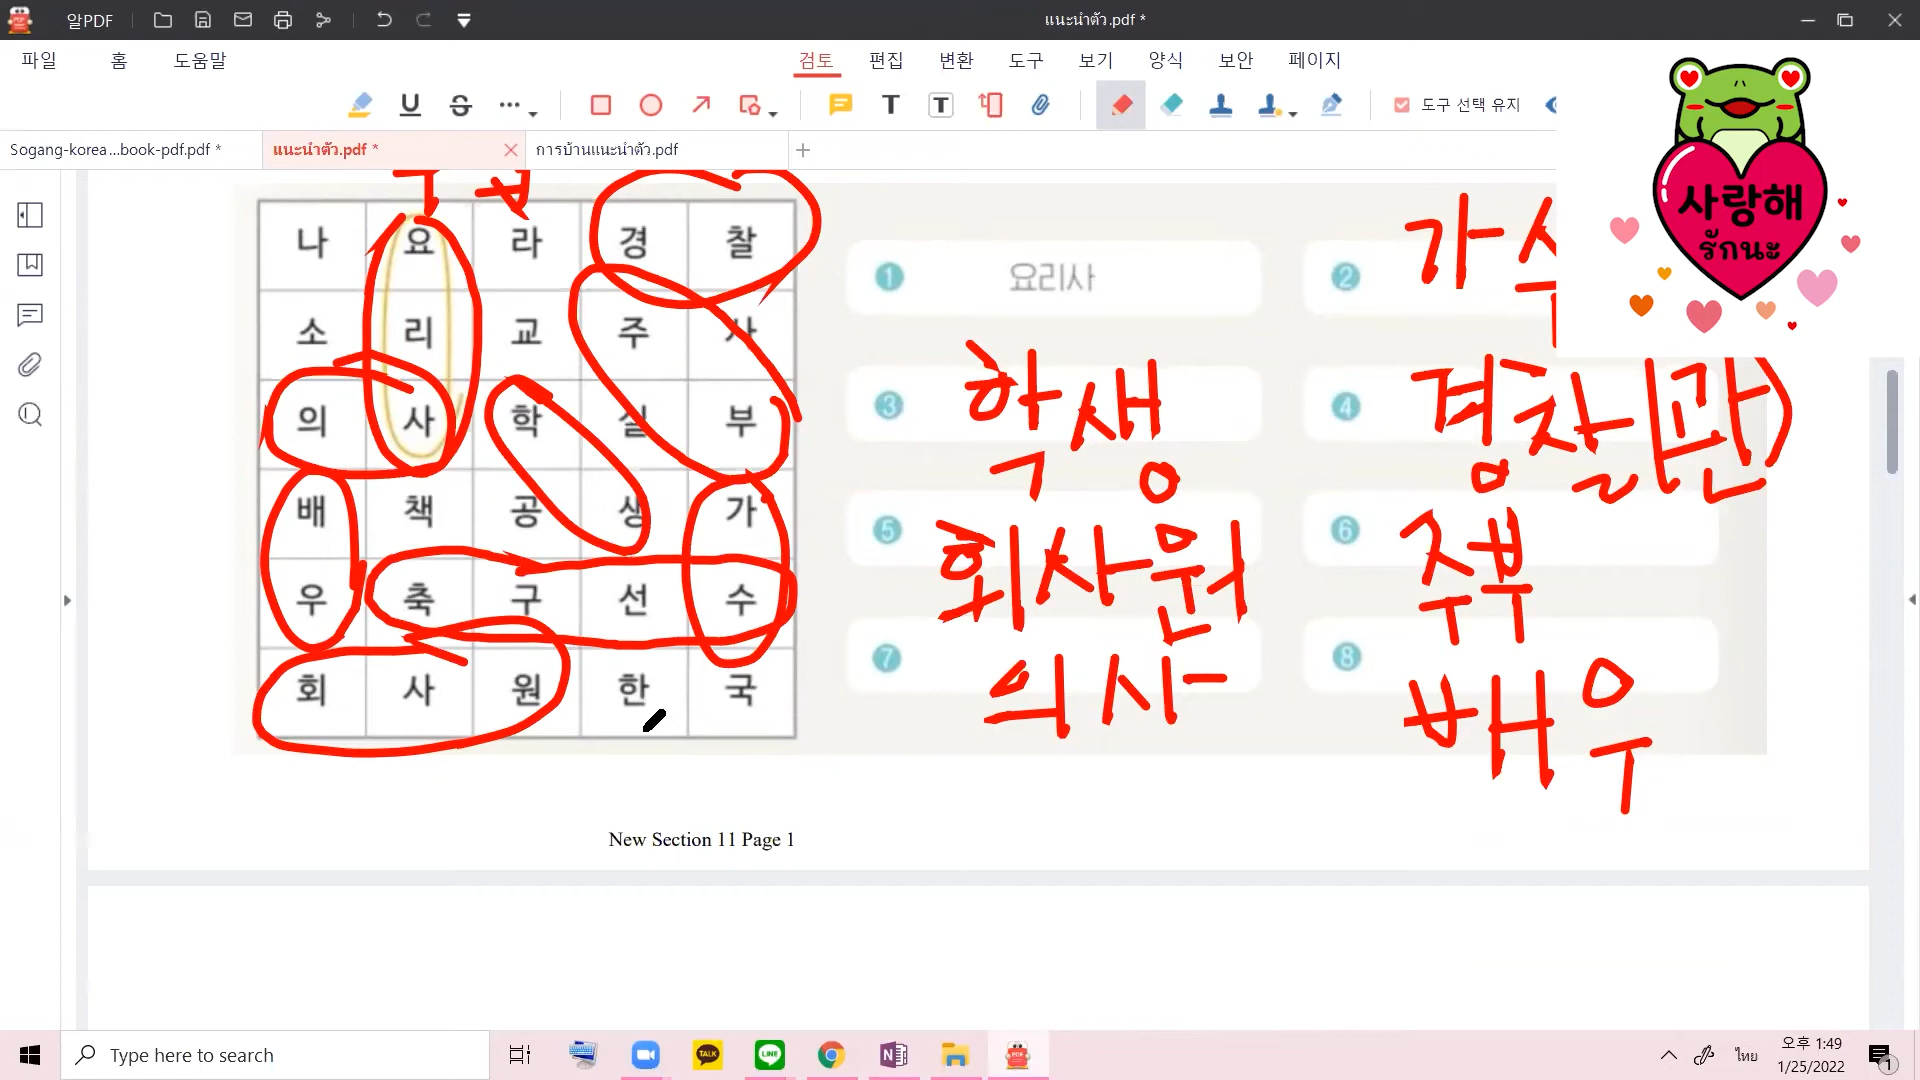 알PDF
แนะนำตัว.pdf *
파일 홈 도움말 검토 편집 변환 도구 보기 양식 보안 페이지
T T 도구 선택 유지
Sogang-korea...book-pdf.pdf * แนะนำตัว.pdf * การบ้านแนะนำตัว.pdf
나 요 라 경 찰
소 리 교 주 사
의 사 학 실 부
배 책 공 생 가
우 축 구 선 수
회 사 원 한 국
1 요리사
2 가수
3 학생
4 경찰(관)
5 회사원
6 주부
7 의사
8 배우
사랑해
รักนะ
New Section 11 Page 1
Type here to search
TALK
LINE
ไทย
오후 1:49
1/25/2022
1